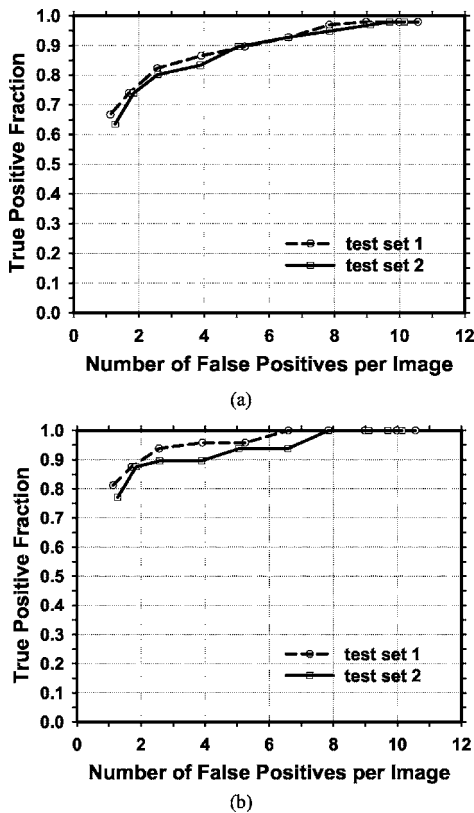 1.0
0.9
0.8
0.7
0.6
0.5
0.4
0.3
0.2
0.1
0.0
True Positive Fraction
test set 1
test set 2
0 2 4 6 8 10 12
Number of False Positives per Image
(a)
1.0
0.9
0.8
0.7
0.6
0.5
0.4
0.3
0.2
0.1
0.0
True Positive Fraction
test set 1
test set 2
0 2 4 6 8 10 12
Number of False Positives per Image
(b)